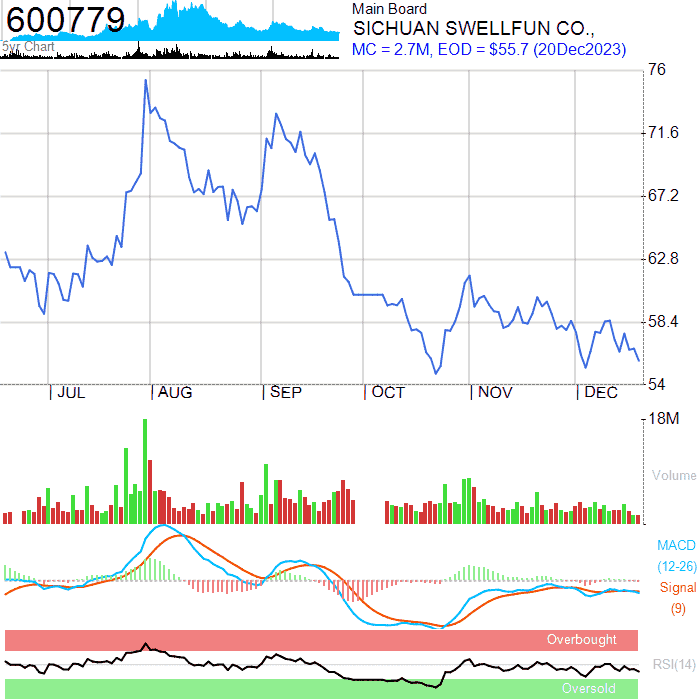 600779
5yr Chart
Main Board
SICHUAN SWELLFUN CO.,
MC = 2.7M, EOD = $55.7 (20Dec2023)
76
71.6
67.2
62.8
58.4
54
JUL
AUG
SEP
OCT
NOV
DEC
18M
Volume
MACD
(12-26)
Signal
(9)
Overbought
RSI(14)
Oversold